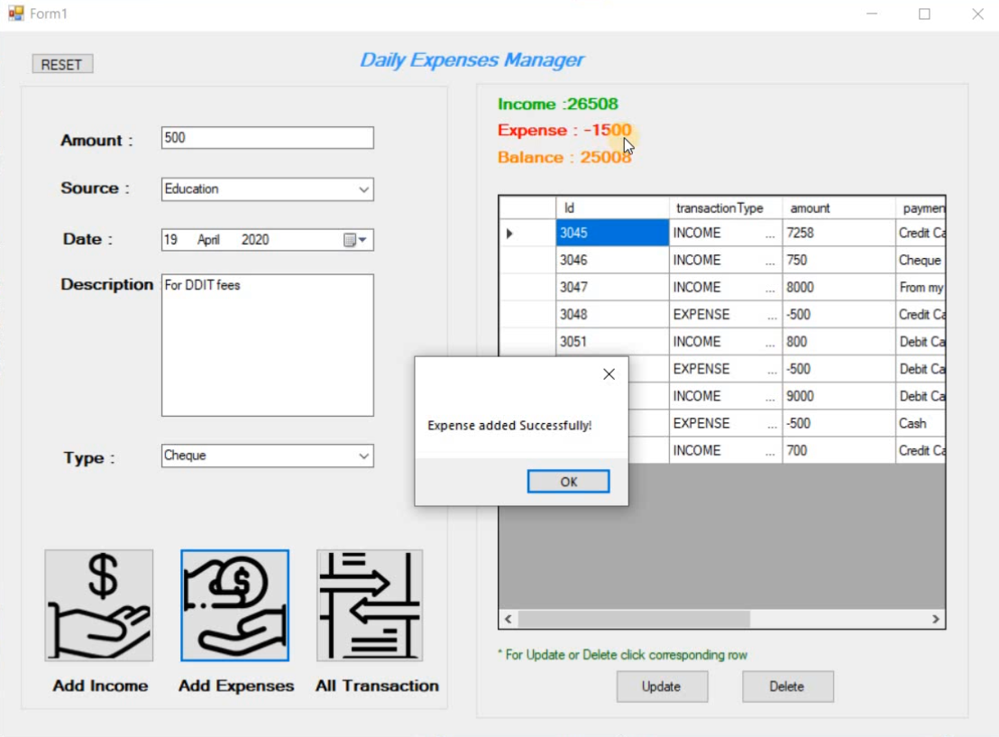 Form1
RESET
Daily Expenses Manager
Amount :
500
Source :
Education
Date :
19 April 2020
Description
For DDIT fees
Type :
Cheque
Add Income
Add Expenses
All Transaction
Income :26508
Expense : -1500
Balance : 25008
Id transactionType amount paymen
3045 INCOME ... 7258 Credit Ca
3046 INCOME ... 750 Cheque
3047 INCOME ... 8000 From my
3048 EXPENSE ... -500 Credit Ca
3051 INCOME ... 800 Debit Ca
EXPENSE ... -500 Debit Ca
INCOME ... 9000 Debit Ca
EXPENSE ... -500 Cash
INCOME ... 700 Credit Ca
Expense added Successfully!
OK
* For Update or Delete click corresponding row
Update
Delete